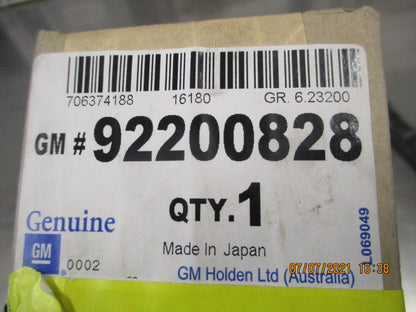 706374188 16180 GR. 6.23200
GM # 92200828
QTY. 1
Genuine
GM
0002
Made In Japan
GM Holden Ltd (Australia)
L069049
07/07/2021 16:38